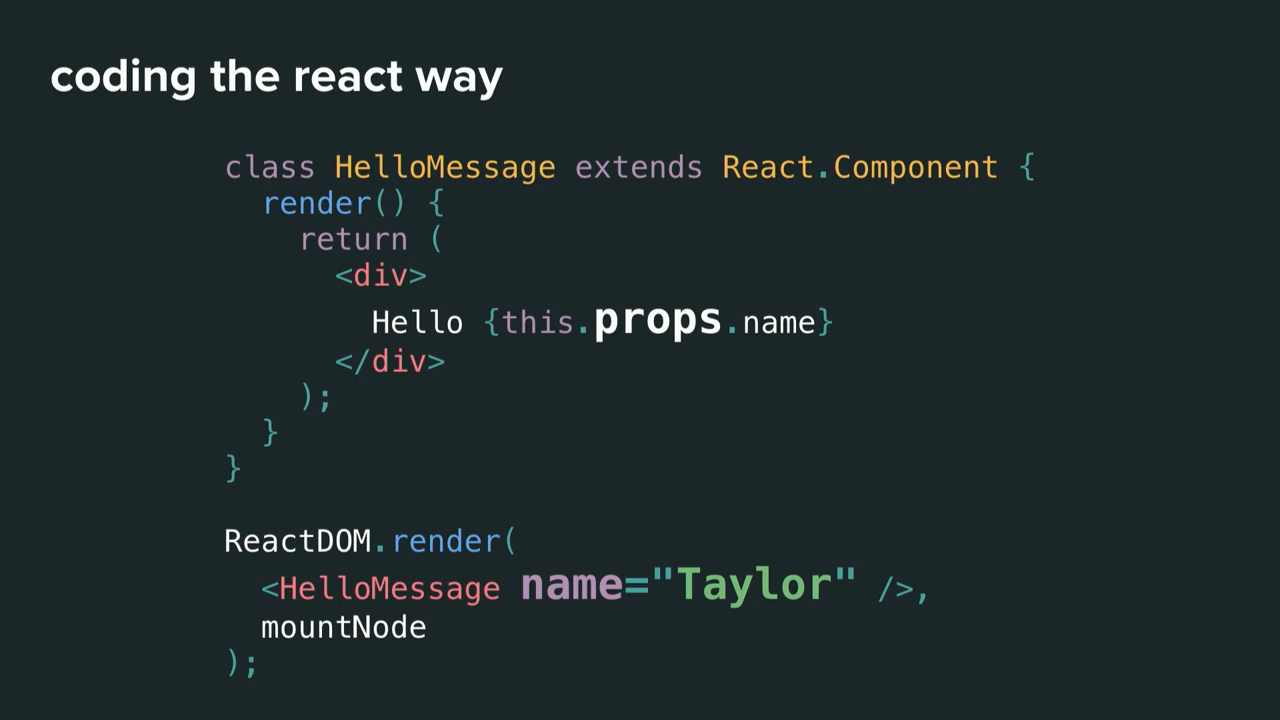 coding the react way
class HelloMessage extends React.Component {
  render() {
    return (
      <div>
        Hello {this.props.name}
      </div>
    );
  }
}
ReactDOM.render(
  <HelloMessage name="Taylor" />,
  mountNode
);